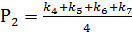 P₂ = (k₄+k₅+k₆+k₇)/4